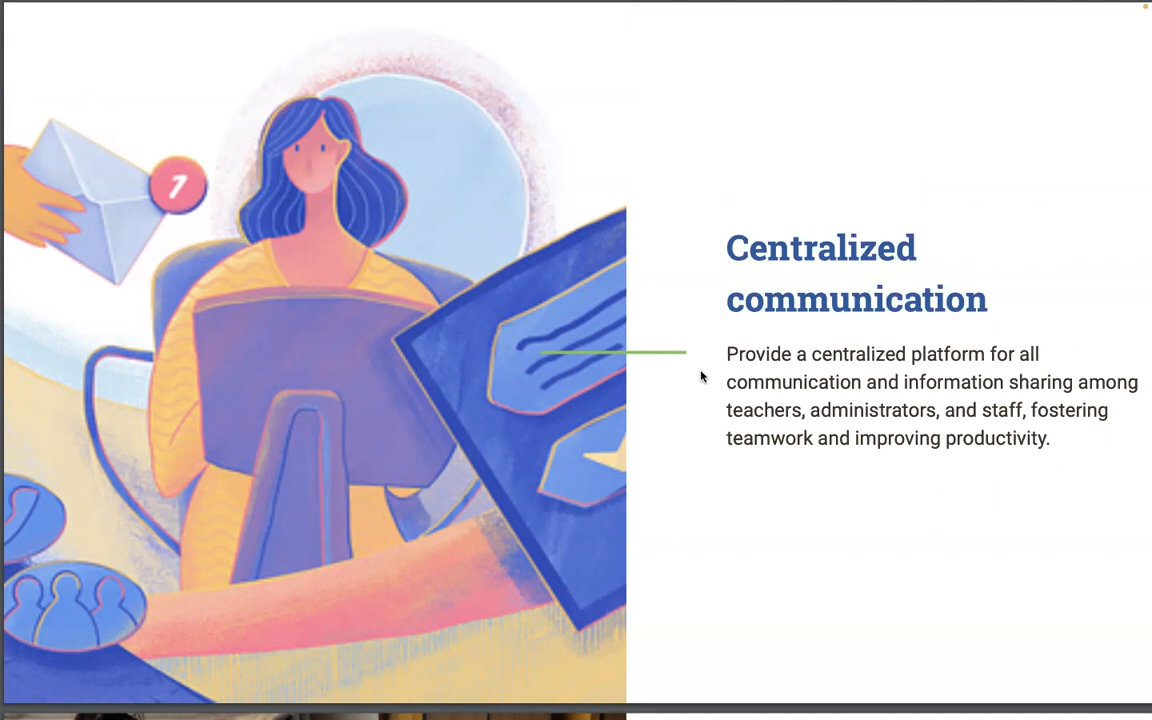 1
Centralized
communication
Provide a centralized platform for all
communication and information sharing among
teachers, administrators, and staff, fostering
teamwork and improving productivity.